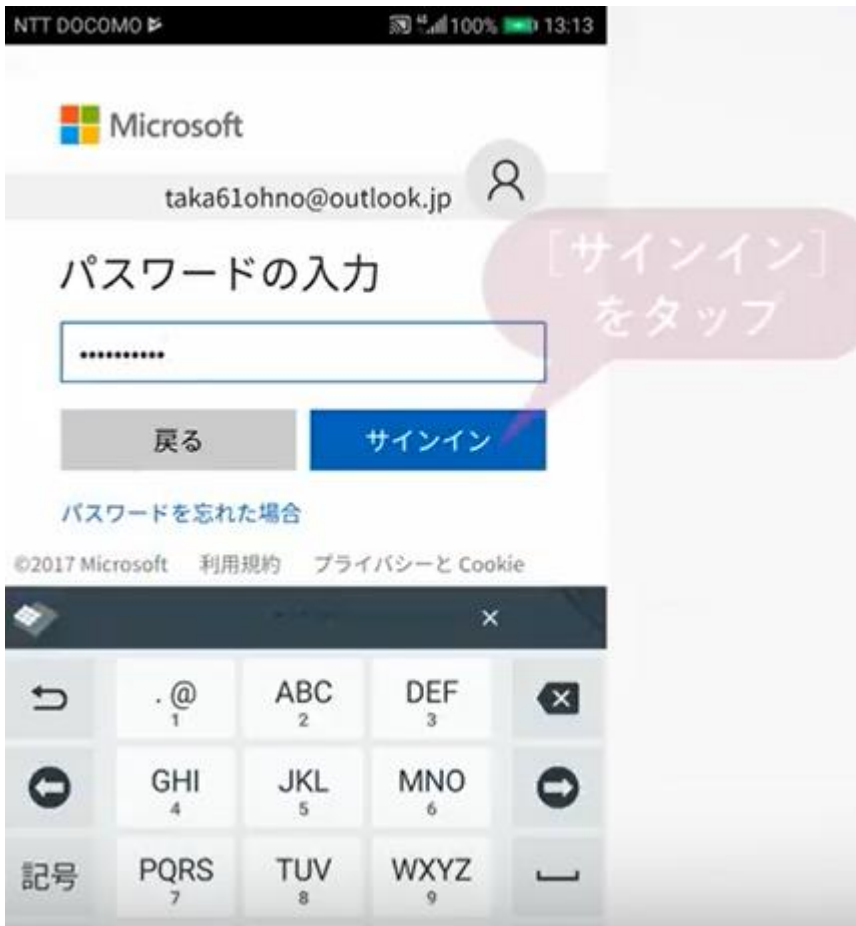 NTT DOCOMO 100% 13:13
Microsoft
taka61ohno@outlook.jp
パスワードの入力
[サインイン]
をタップ
••••••••••
戻る サインイン
パスワードを忘れた場合
©2017 Microsoft 利用規約 プライバシーと Cookie
. @ ABC DEF
1 2 3
GHI JKL MNO
4 5 6
記号 PQRS TUV WXYZ
7 8 9